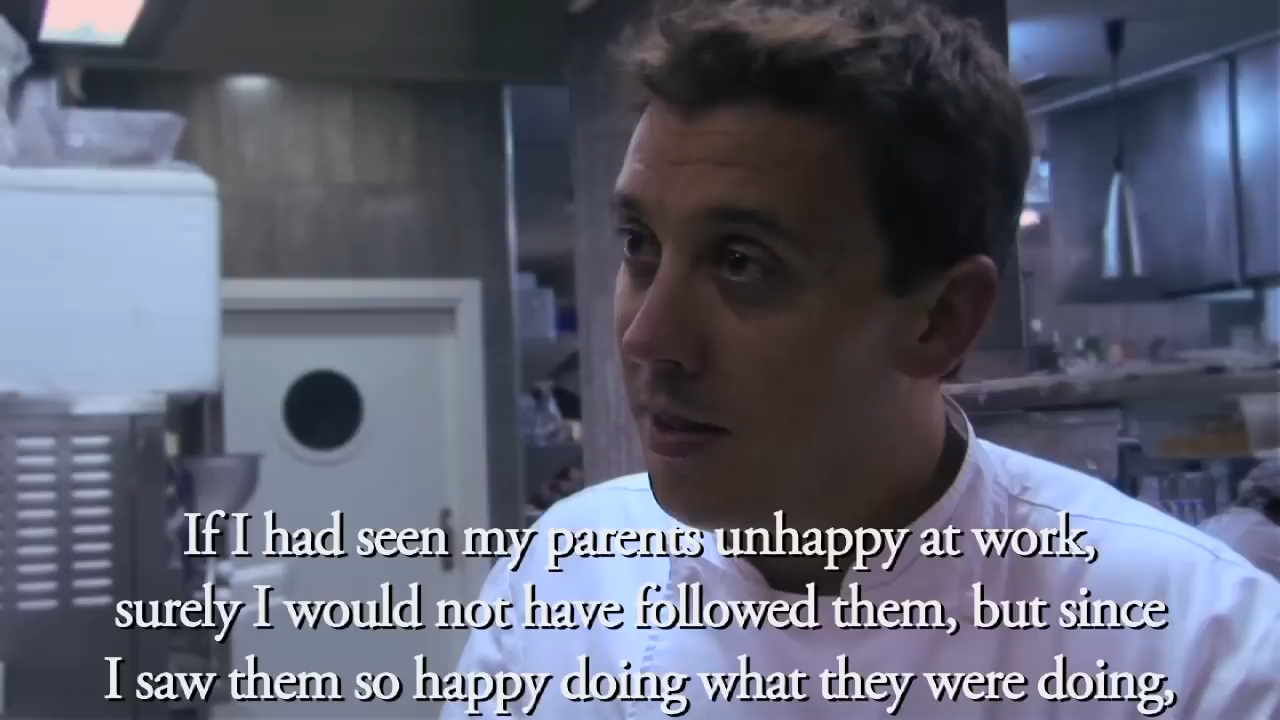 If I had seen my parents unhappy at work,
surely I would not have followed them, but since
I saw them so happy doing what they were doing,